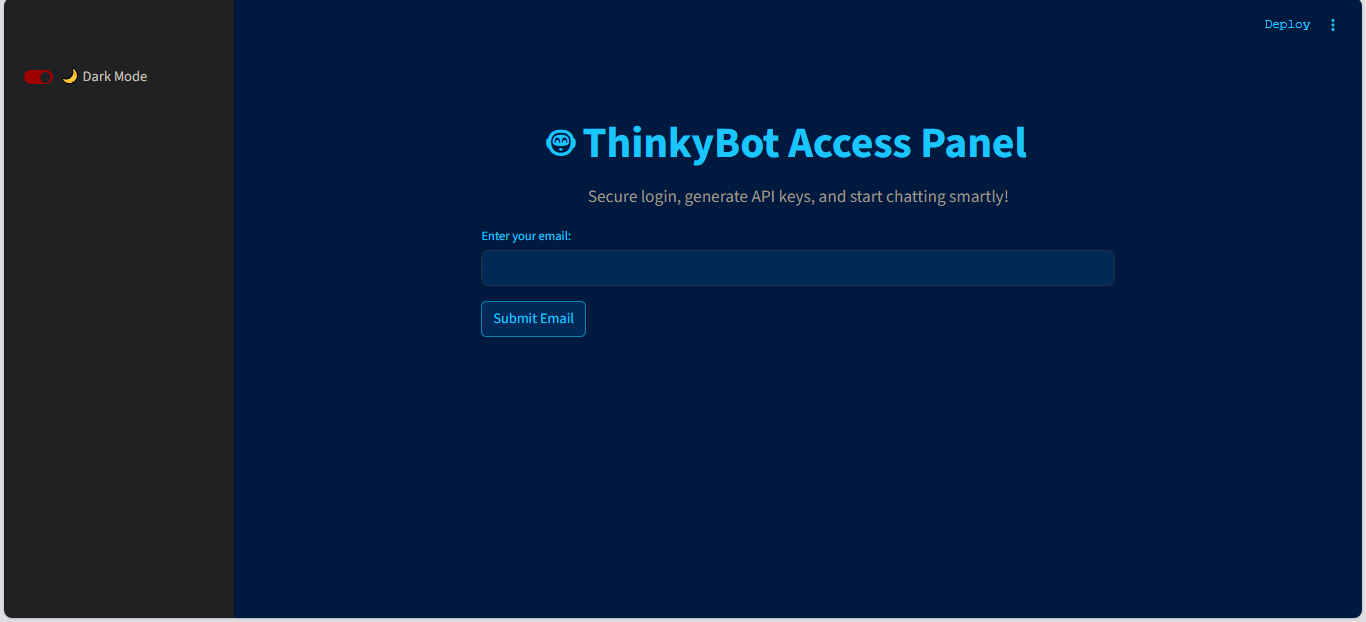 Deploy
🌙 Dark Mode
ThinkyBot Access Panel
Secure login, generate API keys, and start chatting smartly!
Enter your email:
Submit Email